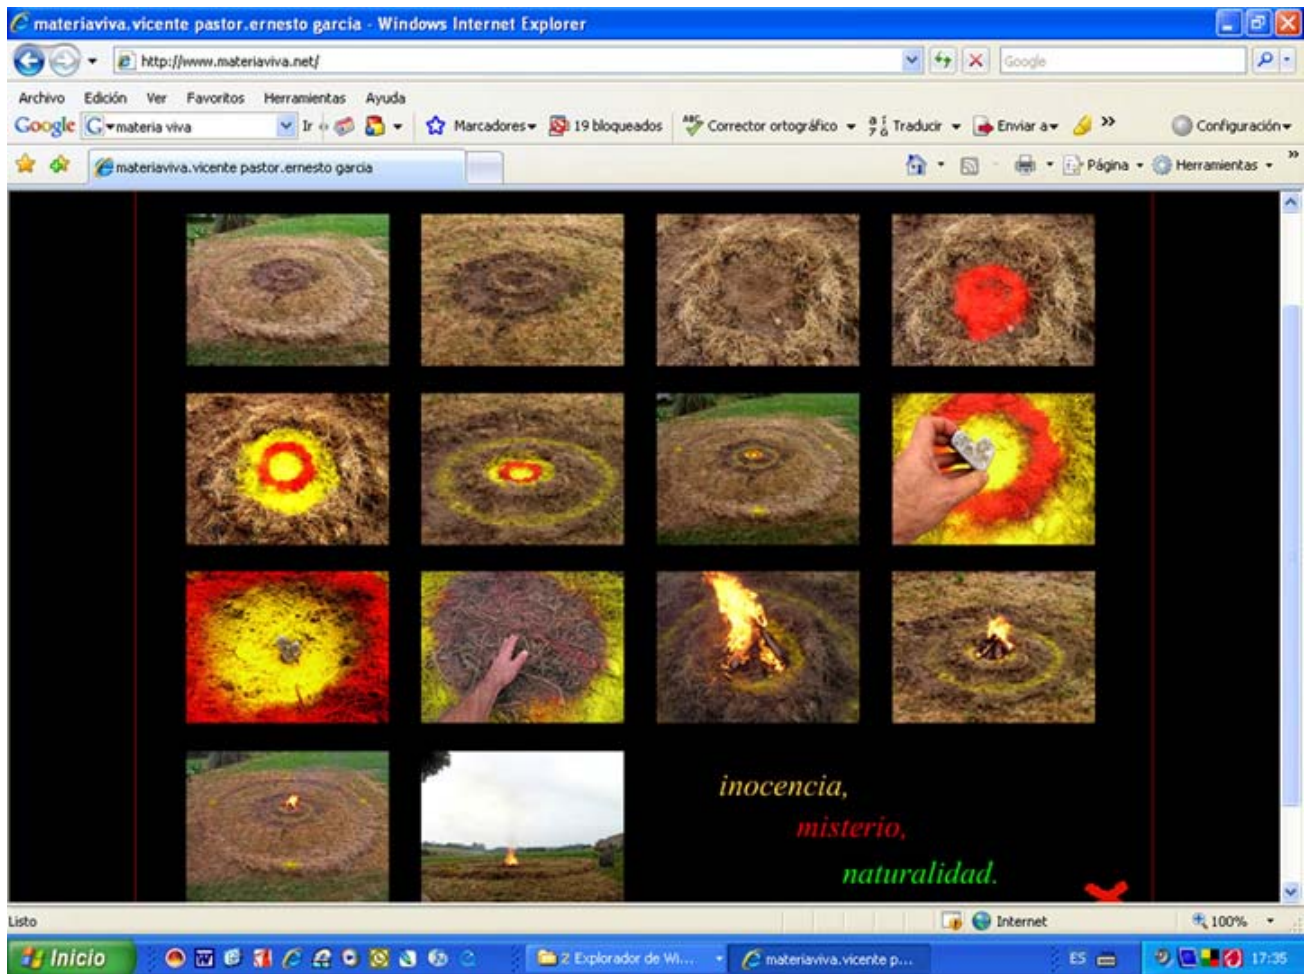 materiaviva.vicente pastor.ernesto garcia - Windows Internet Explorer
http://www.materiaviva.net/
Google
Archivo Edición Ver Favoritos Herramientas Ayuda
Google materia viva Ir Marcadores 19 bloqueados ABC Corrector ortográfico Traducir Enviar a Configuración
materiaviva.vicente pastor.ernesto garcia Página Herramientas
inocencia,
misterio,
naturalidad.
Listo Internet 100%
Inicio 2 Explorador de Wi... materiaviva.vicente p... ES 17:35